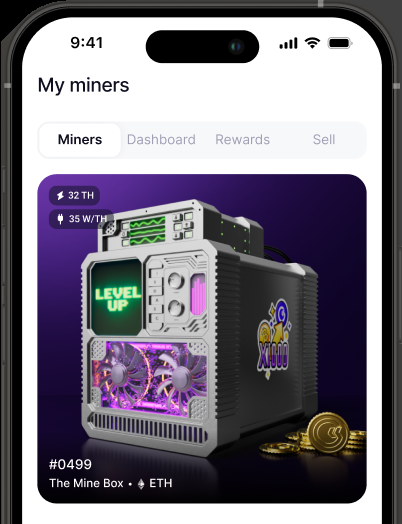 9:41
My miners
Miners Dashboard Rewards Sell
32 TH
35 W/TH
LEVEL
UP
#0499
The Mine Box • ETH